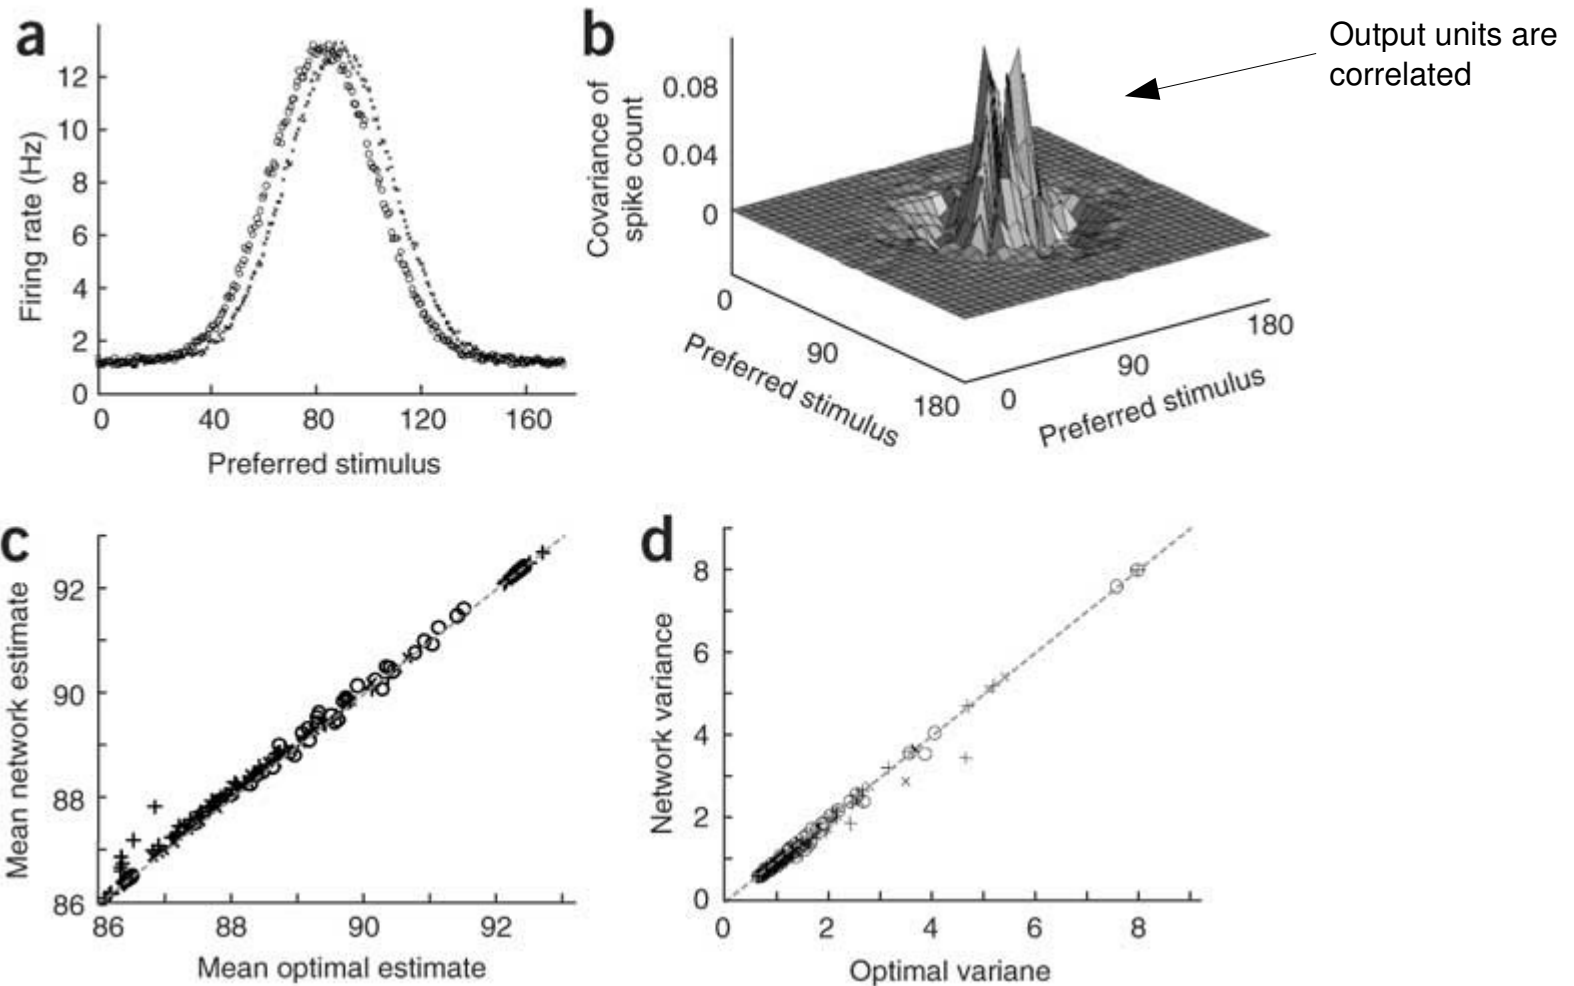 a
12
10
8
6
4
2
0
Firing rate (Hz)
0 40 80 120 160
Preferred stimulus
b
0.08
0.04
0
Covariance of
spike count
0
90
180
Preferred stimulus
0
90
180
Preferred stimulus
Output units are
correlated
c
92
90
88
86
Mean network estimate
86 88 90 92
Mean optimal estimate
d
8
6
4
2
0
Network variance
0 2 4 6 8
Optimal variane